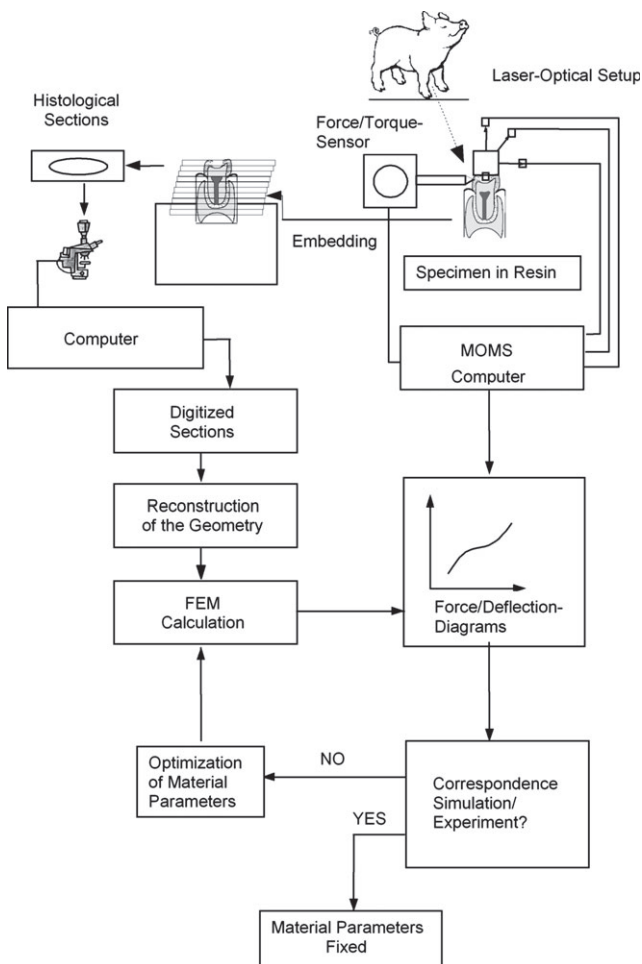 Laser-Optical Setup
Histological
Sections
Force/Torque-
Sensor
Embedding
Specimen in Resin
Computer
MOMS
Computer
Digitized
Sections
Reconstruction
of the Geometry
FEM
Calculation
Force/Deflection-
Diagrams
Optimization
of Material
Parameters
NO
Correspondence
Simulation/
Experiment?
YES
Material Parameters
Fixed